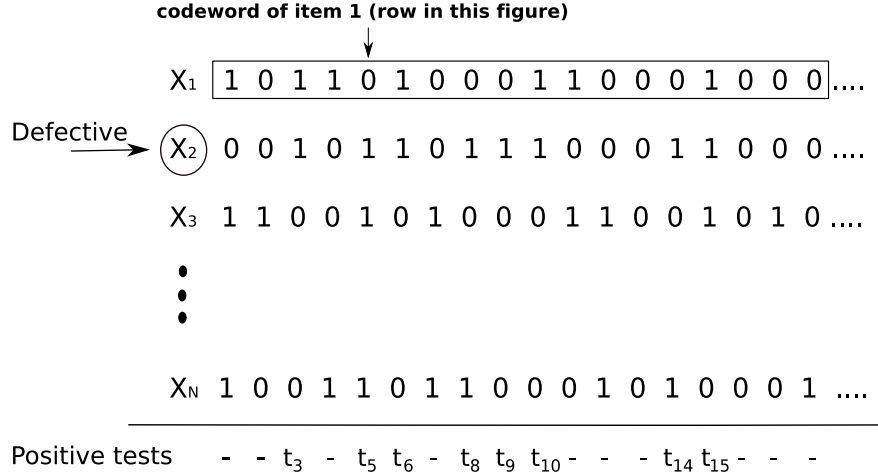 codeword of item 1 (row in this figure)
X1 1 0 1 1 0 1 0 0 0 1 1 0 0 0 1 0 0 0 ....
Defective
X2 0 0 1 0 1 1 0 1 1 1 0 0 0 1 1 0 0 0 ....
X3 1 1 0 0 1 0 1 0 0 0 1 1 0 0 1 0 1 0 ....
XN 1 0 0 1 1 0 1 1 0 0 0 1 0 1 0 0 0 1 ....
Positive tests - - t3 - t5 t6 - t8 t9 t10 - - - t14 t15 - - -